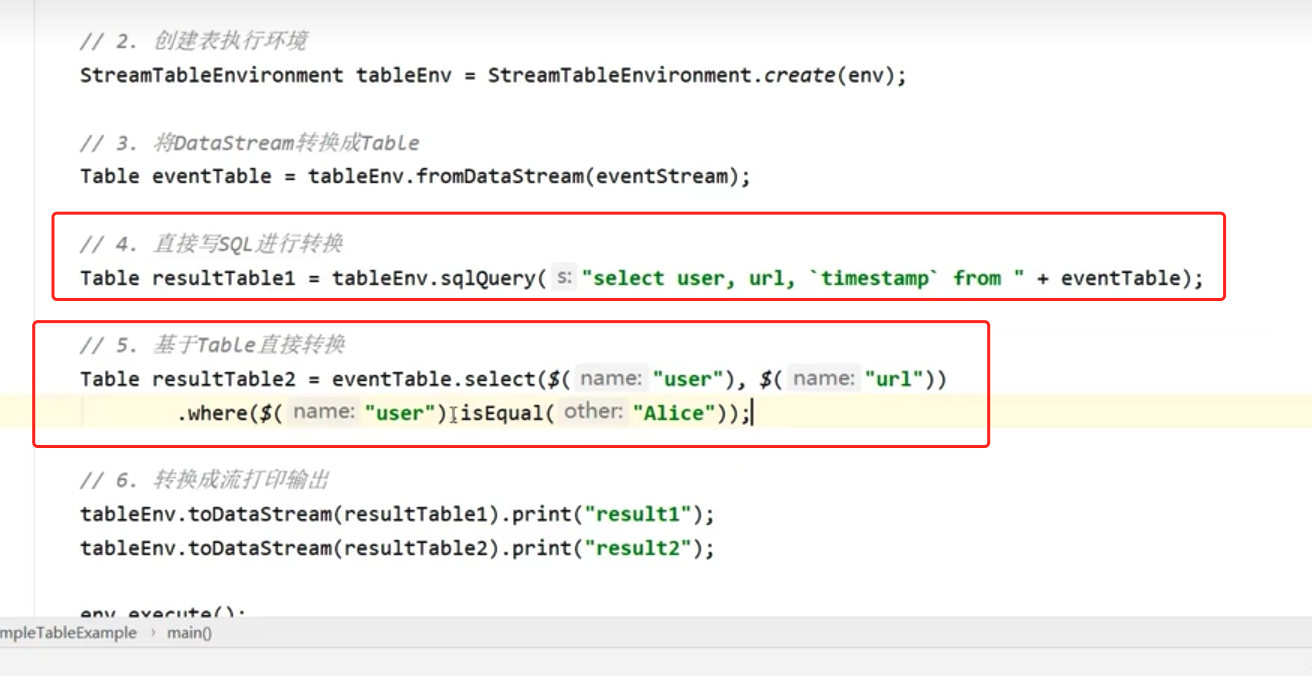 // 2. 创建表执行环境
StreamTableEnvironment tableEnv = StreamTableEnvironment.create(env);
// 3. 将DataStream转换成Table
Table eventTable = tableEnv.fromDataStream(eventStream);
// 4. 直接写SQL进行转换
Table resultTable1 = tableEnv.sqlQuery( s: "select user, url, `timestamp` from " + eventTable);
// 5. 基于Table直接转换
Table resultTable2 = eventTable.select($( name: "user"), $( name: "url"))
.where($( name: "user").isEqual( other: "Alice"));
// 6. 转换成流打印输出
tableEnv.toDataStream(resultTable1).print("result1");
tableEnv.toDataStream(resultTable2).print("result2");
env.execute();
mpleTableExample › main()